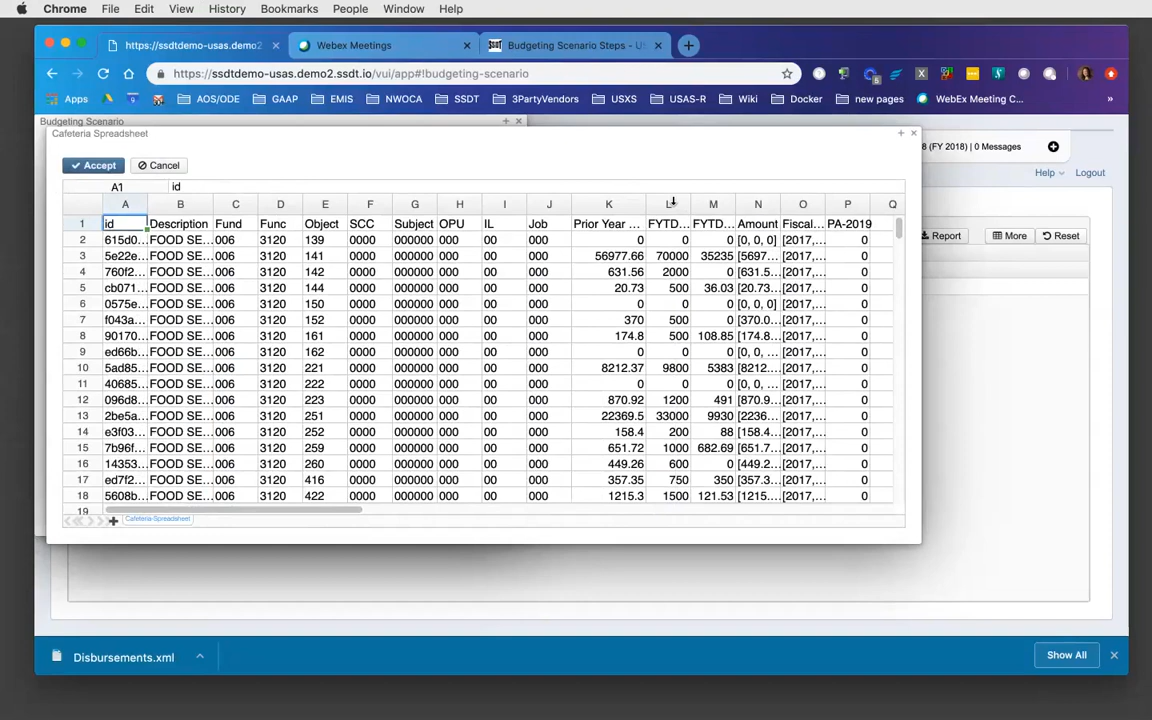 Chrome File Edit View History Bookmarks People Window Help
https://ssdtdemo-usas.demo2 Webex Meetings Budgeting Scenario Steps - US
https://ssdtdemo-usas.demo2.ssdt.io/vui/app#!budgeting-scenario
Apps AOS/ODE GAAP EMIS NWOCA SSDT 3PartyVendors USXS USAS-R Wiki Docker new pages WebEx Meeting C... »
Budgeting Scenario
Cafeteria Spreadsheet
8 (FY 2018) | 0 Messages
Accept Cancel
Help Logout
A1 id
A B C D E F G H I J K L M N O P Q
1 id Description Fund Func Object SCC Subject OPU IL Job Prior Year ... FYTD... FYTD... Amount Fiscal... PA-2019
Report More Reset
2 615d0... FOOD SE... 006 3120 139 0000 000000 000 00 000 0 0 0 [0, 0, 0] [2017,... 0
3 5e22e... FOOD SE... 006 3120 141 0000 000000 000 00 000 56977.66 70000 35235 [5697... [2017,... 0
4 760f2... FOOD SE... 006 3120 142 0000 000000 000 00 000 631.56 2000 0 [631.5... [2017,... 0
5 cb071... FOOD SE... 006 3120 144 0000 000000 000 00 000 20.73 500 36.03 [20.73... [2017,... 0
6 0575e... FOOD SE... 006 3120 150 0000 000000 000 00 000 0 0 0 [0, 0, 0] [2017,... 0
7 f043a... FOOD SE... 006 3120 152 0000 000000 000 00 000 370 500 0 [370.0... [2017,... 0
8 90170... FOOD SE... 006 3120 161 0000 000000 000 00 000 174.8 500 108.85 [174.8... [2017,... 0
9 ed66b... FOOD SE... 006 3120 162 0000 000000 000 00 000 0 0 0 [0, 0, ... [2017,... 0
10 5ad85... FOOD SE... 006 3120 221 0000 000000 000 00 000 8212.37 9800 5383 [8212.... [2017,... 0
11 40685... FOOD SE... 006 3120 222 0000 000000 000 00 000 0 0 0 [0, 0, ... [2017,... 0
12 096d8... FOOD SE... 006 3120 223 0000 000000 000 00 000 870.92 1200 491 [870.9... [2017,... 0
13 2be5a... FOOD SE... 006 3120 251 0000 000000 000 00 000 22369.5 33000 9930 [2236... [2017,... 0
14 e3f03... FOOD SE... 006 3120 252 0000 000000 000 00 000 158.4 200 88 [158.4... [2017,... 0
15 7b96f... FOOD SE... 006 3120 259 0000 000000 000 00 000 651.72 1000 682.69 [651.7... [2017,... 0
16 14353... FOOD SE... 006 3120 260 0000 000000 000 00 000 449.26 600 0 [449.2... [2017,... 0
17 ed7f2... FOOD SE... 006 3120 416 0000 000000 000 00 000 357.35 750 350 [357.3... [2017,... 0
18 5608b... FOOD SE... 006 3120 422 0000 000000 000 00 000 1215.3 1500 121.53 [1215.... [2017,... 0
19
Cafeteria-Spreadsheet
Disbursements.xml Show All